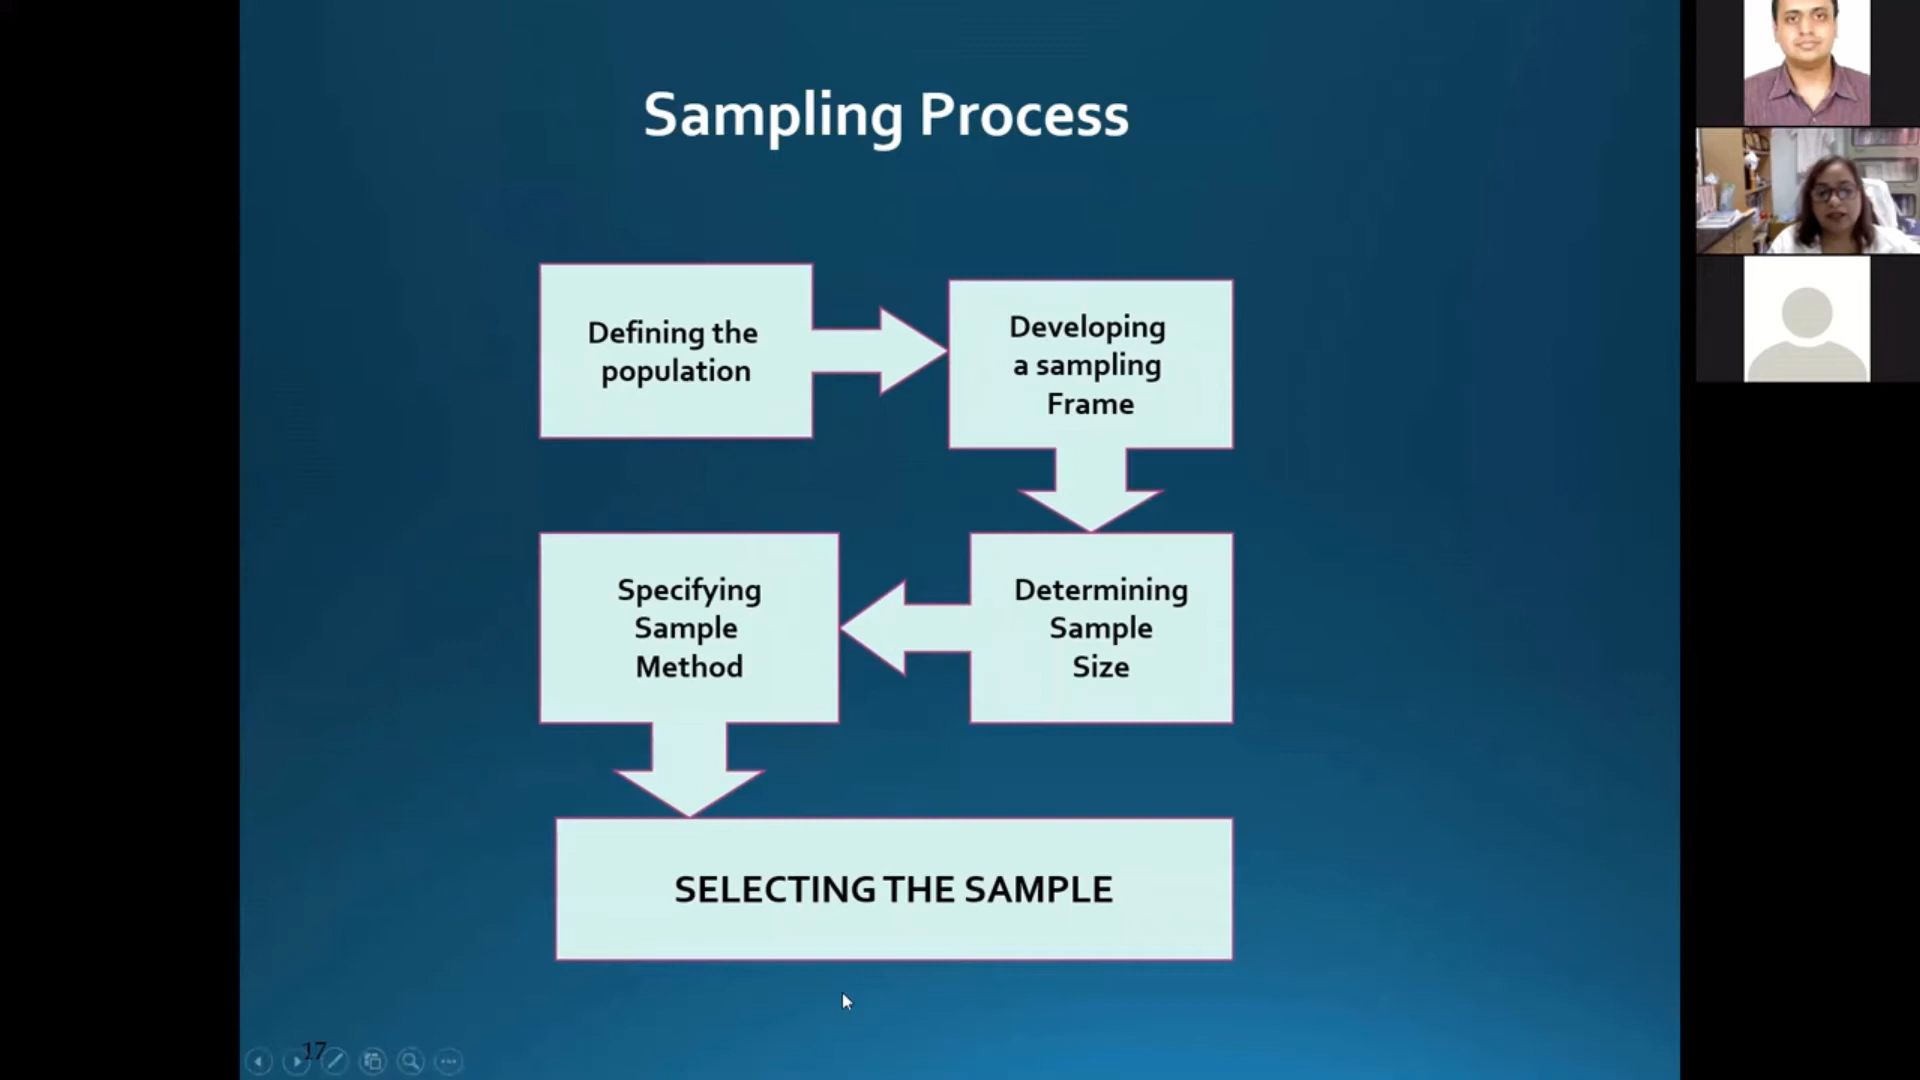 Sampling Process
Defining the
population
Developing
a sampling
Frame
Determining
Sample
Size
Specifying
Sample
Method
SELECTING THE SAMPLE
17